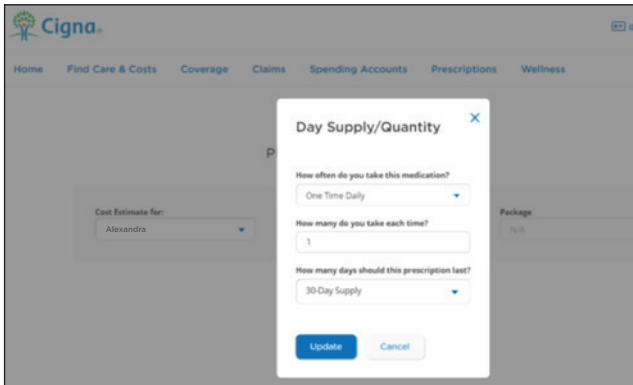 Cigna®
Home Find Care & Costs Coverage Claims Spending Accounts Prescriptions Wellness
Day Supply/Quantity
P
How often do you take this medication?
One Time Daily
How many do you take each time?
1
How many days should this prescription last?
30-Day Supply
Update Cancel
Cost Estimate for:
Alexandra
Package
N/A